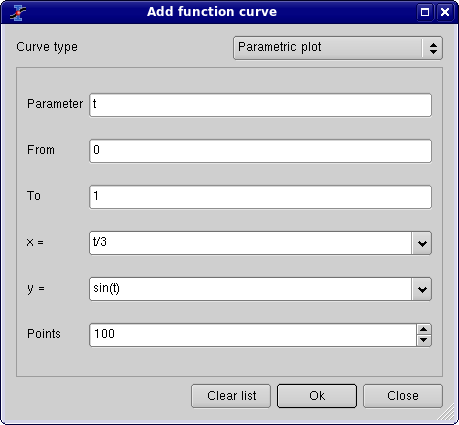 Add function curve
Curve type Parametric plot
Parameter t
From 0
To 1
x = t/3
y = sin(t)
Points 100
Clear list Ok Close